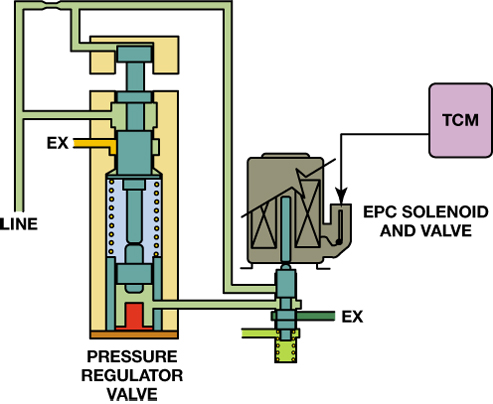 TCM
EX
EPC SOLENOID
AND VALVE
LINE
EX
PRESSURE
REGULATOR
VALVE